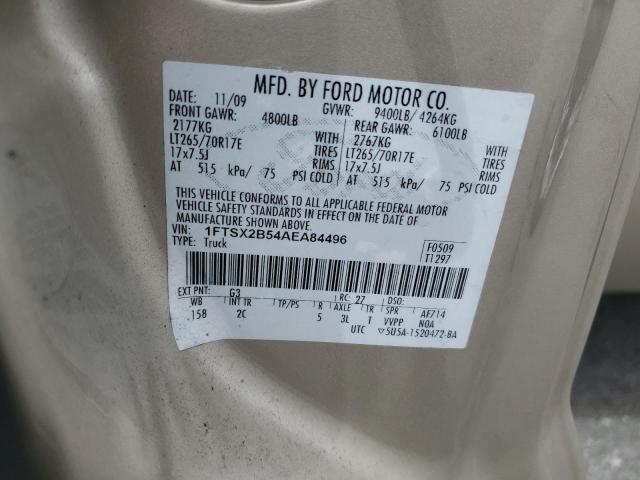 MFD. BY FORD MOTOR CO.
DATE: 11/09 GVWR: 9400LB/ 4264KG
FRONT GAWR: 4800LB REAR GAWR: 6100LB
2177KG WITH 2767KG WITH
LT265/70R17E TIRES LT265/70R17E TIRES
17x7.5J RIMS 17x7.5J RIMS
AT 515 kPa/ 75 PSI COLD AT 515 kPa/ 75 PSI COLD
THIS VEHICLE CONFORMS TO ALL APPLICABLE FEDERAL MOTOR
VEHICLE SAFETY STANDARDS IN EFFECT ON THE DATE OF
MANUFACTURE SHOWN ABOVE.
VIN: 1FTSX2B54AEA84496
TYPE: Truck
F0509
T1297
EXT PNT: G3 RC: 27 DSO:
WB INT TR TP/PS R AXLE TR SPR AF714
158 2C 5 3L T VVPP NOA
UTC ▽5U5A-1520472-BA